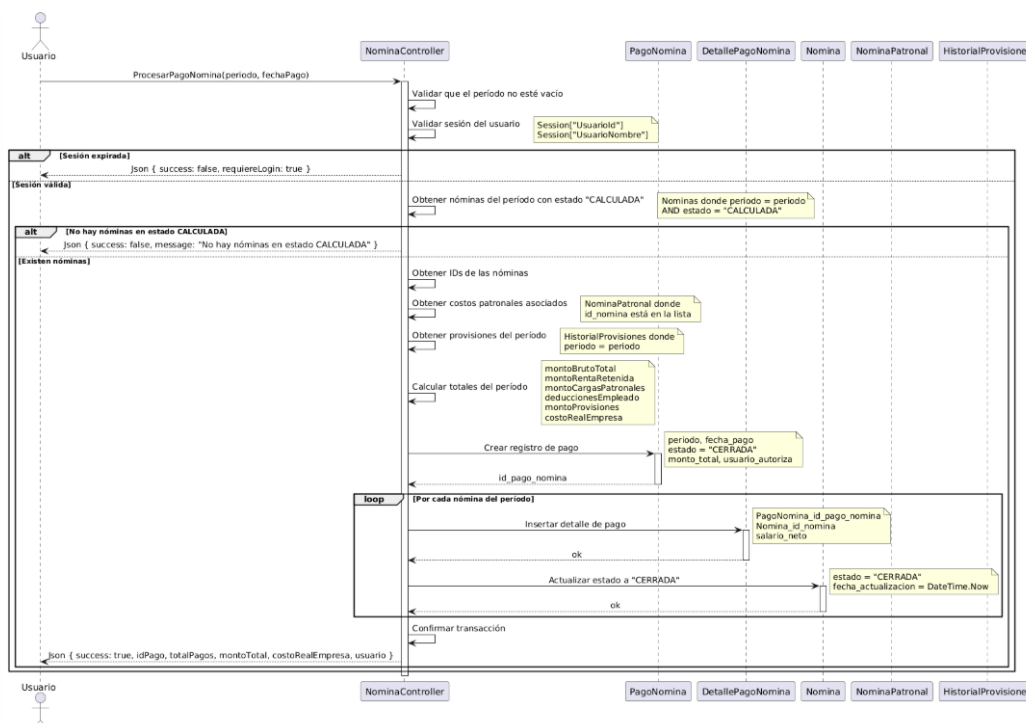 Usuario
NominaController
PagoNomina
DetallePagoNomina
Nomina
NominaPatronal
HistorialProvisione
ProcesarPagoNomina(periodo, fechaPago)
Validar que el período no esté vacío
Validar sesión del usuario
Session["UsuarioId"]
Session["UsuarioNombre"]
alt
[Sesión expirada]
Json { success: false, requiereLogin: true }
[Sesión válida]
Obtener nóminas del período con estado "CALCULADA"
Nominas donde periodo = periodo
AND estado = "CALCULADA"
alt
[No hay nóminas en estado CALCULADA]
Json { success: false, message: "No hay nóminas en estado CALCULADA" }
[Existen nóminas]
Obtener IDs de las nóminas
Obtener costos patronales asociados
NominaPatronal donde
id_nomina está en la lista
Obtener provisiones del período
HistorialProvisiones donde
periodo = periodo
Calcular totales del período
montoBrutoTotal
montoRentaRetenida
montoCargasPatronales
deduccionesEmpleado
montoProvisiones
costoRealEmpresa
Crear registro de pago
periodo, fecha_pago
estado = "CERRADA"
monto_total, usuario_autoriza
id_pago_nomina
loop
[Por cada nómina del período]
Insertar detalle de pago
PagoNomina_id_pago_nomina
Nomina_id_nomina
salario_neto
ok
Actualizar estado a "CERRADA"
estado = "CERRADA"
fecha_actualizacion = DateTime.Now
ok
Confirmar transacción
Json { success: true, idPago, totalPagos, montoTotal, costoRealEmpresa, usuario }
Usuario
NominaController
PagoNomina
DetallePagoNomina
Nomina
NominaPatronal
HistorialProvisione